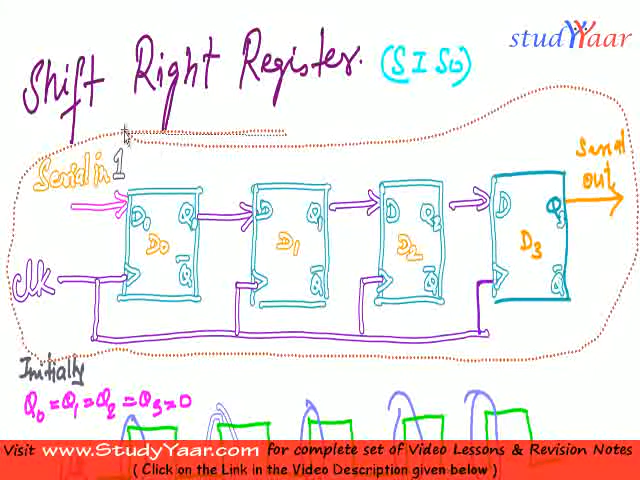 studYYaar
Shift Right Register. (SISO)
Serial in 1
Serial out
D₀ Q₀ D Q D Q₂ D Q₃
D₀ D₁ D₂ D₃
Q̅ Q̅ Q̅ Q̅
Clk
Initially
Q₀ = Q₁ = Q₂ = Q₃ = 0
Visit www.StudyYaar.com for complete set of Video Lessons & Revision Notes
( Click on the Link in the Video Description given below )